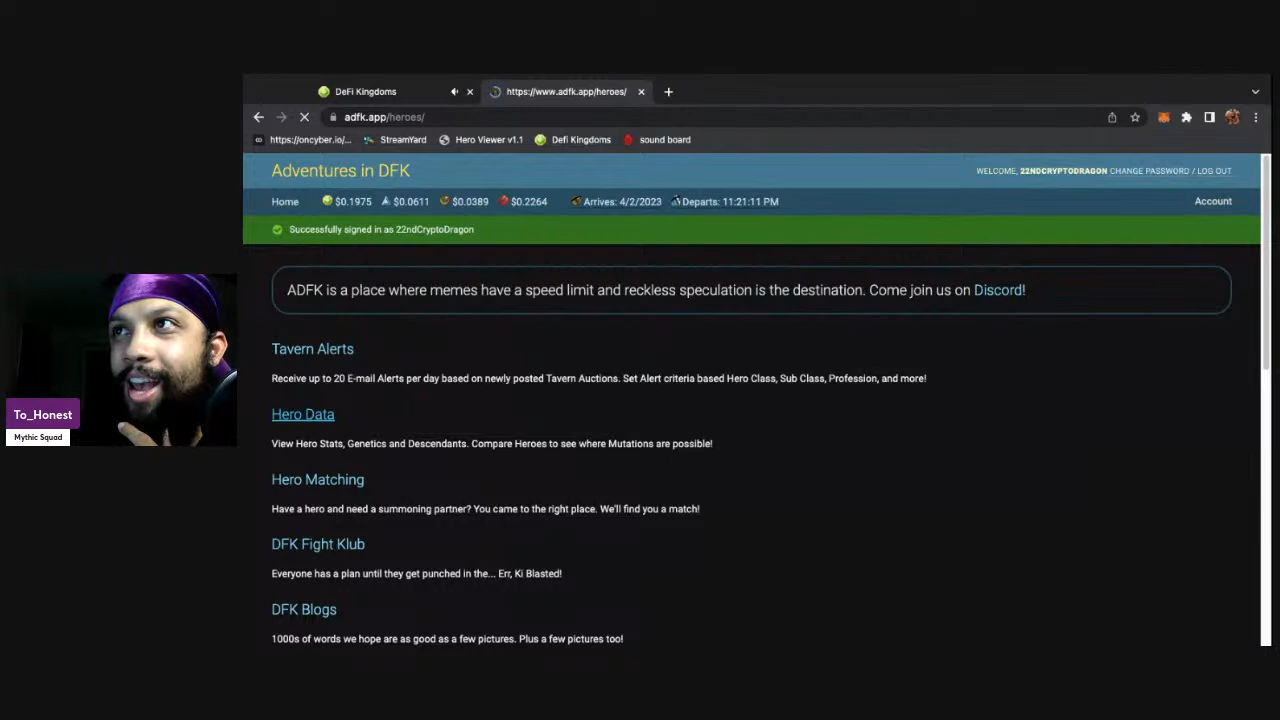 DeFi Kingdoms
https://www.adfk.app/heroes/
adfk.app/heroes/
https://oncyber.io/... StreamYard Hero Viewer v1.1 Defi Kingdoms sound board
Adventures in DFK
WELCOME, 22NDCRYPTODRAGON CHANGE PASSWORD / LOG OUT
Home $0.1975 $0.0611 $0.0389 $0.2264 Arrives: 4/2/2023 Departs: 11:21:11 PM Account
Successfully signed in as 22ndCryptoDragon
ADFK is a place where memes have a speed limit and reckless speculation is the destination. Come join us on Discord!
Tavern Alerts
Receive up to 20 E-mail Alerts per day based on newly posted Tavern Auctions. Set Alert criteria based Hero Class, Sub Class, Profession, and more!
Hero Data
View Hero Stats, Genetics and Descendants. Compare Heroes to see where Mutations are possible!
Hero Matching
Have a hero and need a summoning partner? You came to the right place. We'll find you a match!
DFK Fight Klub
Everyone has a plan until they get punched in the... Err, Ki Blasted!
DFK Blogs
1000s of words we hope are as good as a few pictures. Plus a few pictures too!
To_Honest
Mythic Squad